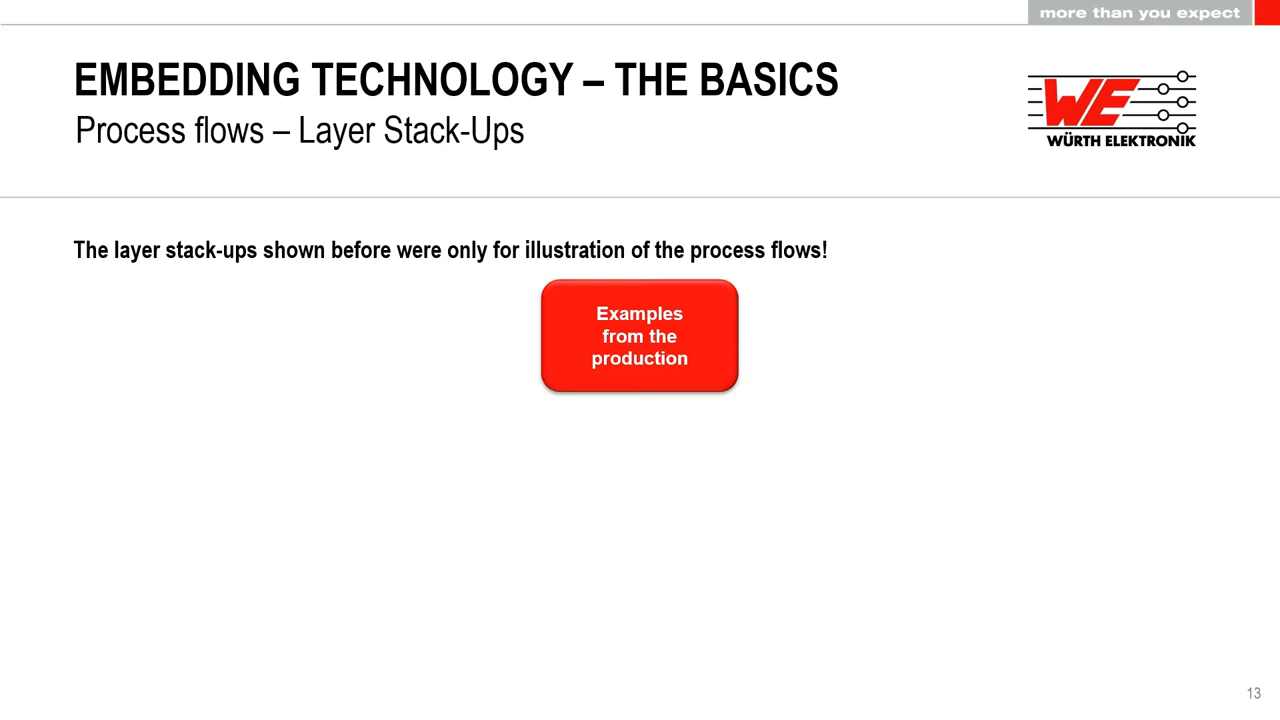 more than you expect
EMBEDDING TECHNOLOGY – THE BASICS
Process flows – Layer Stack-Ups
WE
WÜRTH ELEKTRONIK
The layer stack-ups shown before were only for illustration of the process flows!
Examples
from the
production
13